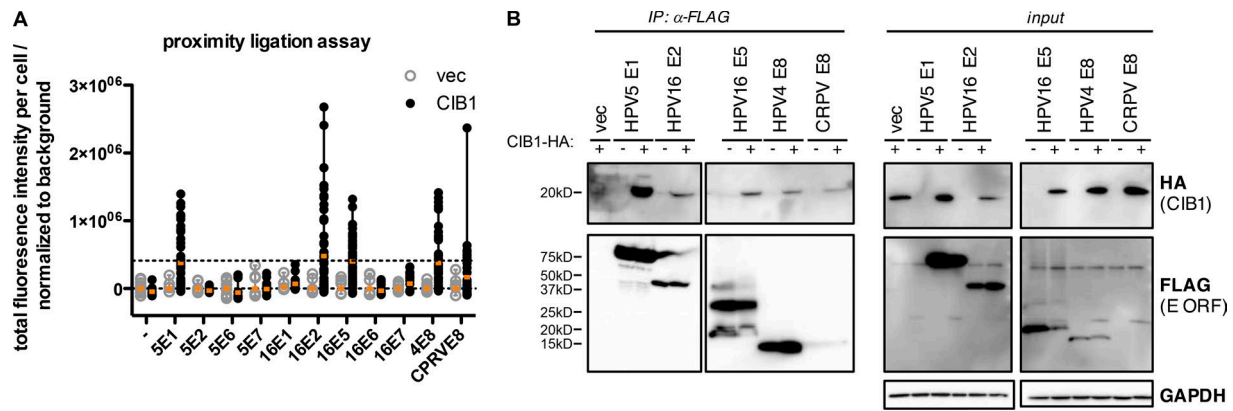 A
proximity ligation assay
total fluoresence intensity per cell /
normalized to background
3×10^06
2×10^06
1×10^06
0
vec
CIB1
-
5E1
5E2
5E6
5E7
16E1
16E2
16E5
16E6
16E7
4E8
CPRVE8
B
IP: α-FLAG
input
vec
HPV5 E1
HPV16 E2
HPV16 E5
HPV4 E8
CRPV E8
vec
HPV5 E1
HPV16 E2
HPV16 E5
HPV4 E8
CRPV E8
CIB1-HA: + - + - + - + - + - + + - + - + - + - + - +
20kD
HA
(CIB1)
75kD
50kD
37kD
25kD
20kD
15kD
FLAG
(E ORF)
GAPDH